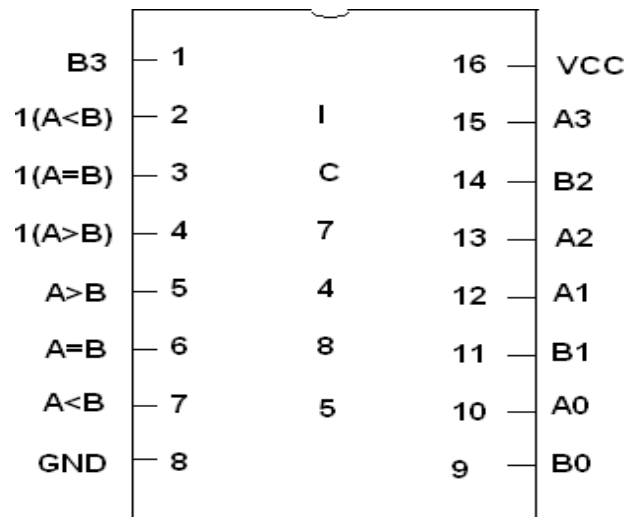 B3 1 16 VCC
1(A<B) 2 I 15 A3
1(A=B) 3 C 14 B2
1(A>B) 4 7 13 A2
A>B 5 4 12 A1
A=B 6 8 11 B1
A<B 7 5 10 A0
GND 8 9 B0